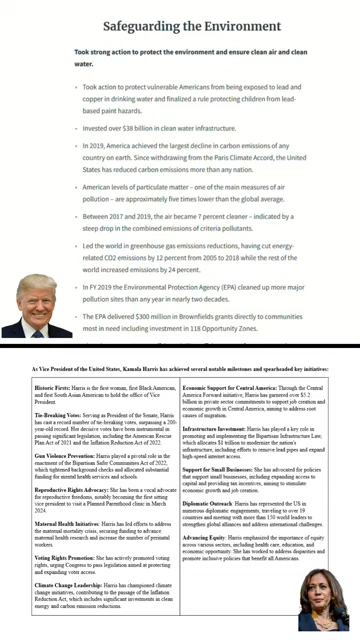 Safeguarding the Environment
Took strong action to protect the environment and ensure clean air and clean
water.
• Took action to protect vulnerable Americans from being exposed to lead and
copper in drinking water and finalized a rule protecting children from lead-
based paint hazards.
• Invested over $38 billion in clean water infrastructure.
• In 2019, America achieved the largest decline in carbon emissions of any
country on earth. Since withdrawing from the Paris Climate Accord, the United
States has reduced carbon emissions more than any nation.
• American levels of particulate matter – one of the main measures of air
pollution – are approximately five times lower than the global average.
• Between 2017 and 2019, the air became 7 percent cleaner – indicated by a
steep drop in the combined emissions of criteria pollutants.
• Led the world in greenhouse gas emissions reductions, having cut energy-
related CO2 emissions by 12 percent from 2005 to 2018 while the rest of the
world increased emissions by 24 percent.
• In FY 2019 the Environmental Protection Agency (EPA) cleaned up more major
pollution sites than any year in nearly two decades.
• The EPA delivered $300 million in Brownfields grants directly to communities
most in need including investment in 118 Opportunity Zones.
As Vice President of the United States, Kamala Harris has achieved several notable milestones and spearheaded key initiatives:
Historic Firsts: Harris is the first woman, first Black American,
and first South Asian American to hold the office of Vice
President.
Tie-Breaking Votes: Serving as President of the Senate, Harris
has cast a record number of tie-breaking votes, surpassing a 200-
year-old record. Her decisive votes have been instrumental in
passing significant legislation, including the American Rescue
Plan Act of 2021 and the Inflation Reduction Act of 2022.
Gun Violence Prevention: Harris played a pivotal role in the
enactment of the Bipartisan Safer Communities Act of 2022,
which tightened background checks and allocated substantial
funding for mental health services and schools.
Reproductive Rights Advocacy: She has been a vocal advocate
for reproductive freedoms, notably becoming the first sitting
vice president to visit a Planned Parenthood clinic in March
2024.
Maternal Health Initiatives: Harris has led efforts to address
the maternal mortality crisis, securing funding to advance
maternal health research and increase the number of perinatal
workers.
Voting Rights Promotion: She has actively promoted voting
rights, urging Congress to pass legislation aimed at protecting
and expanding voter access.
Climate Change Leadership: Harris has championed climate
change initiatives, contributing to the passage of the Inflation
Reduction Act, which includes significant investments in clean
energy and carbon emission reductions.
Economic Support for Central America: Through the Central
America Forward initiative, Harris has garnered over $5.2
billion in private sector commitments to support job creation and
economic growth in Central America, aiming to address root
causes of migration.
Infrastructure Investment: Harris has played a key role in
promoting and implementing the Bipartisan Infrastructure Law,
which allocates $1 trillion to modernize the nation's
infrastructure, including efforts to remove lead pipes and expand
high-speed internet access.
Support for Small Businesses: She has advocated for policies
that support small businesses, including expanding access to
capital and providing tax incentives, aiming to stimulate
economic growth and job creation.
Diplomatic Outreach: Harris has represented the US in
numerous diplomatic engagements, traveling to over 19
countries and meeting with more than 150 world leaders to
strengthen global alliances and address international challenges.
Advancing Equity: Harris emphasized the importance of equity
across various sectors, including health care, education, and
economic opportunity. She has worked to address disparities and
promote inclusive policies that benefit all Americans.